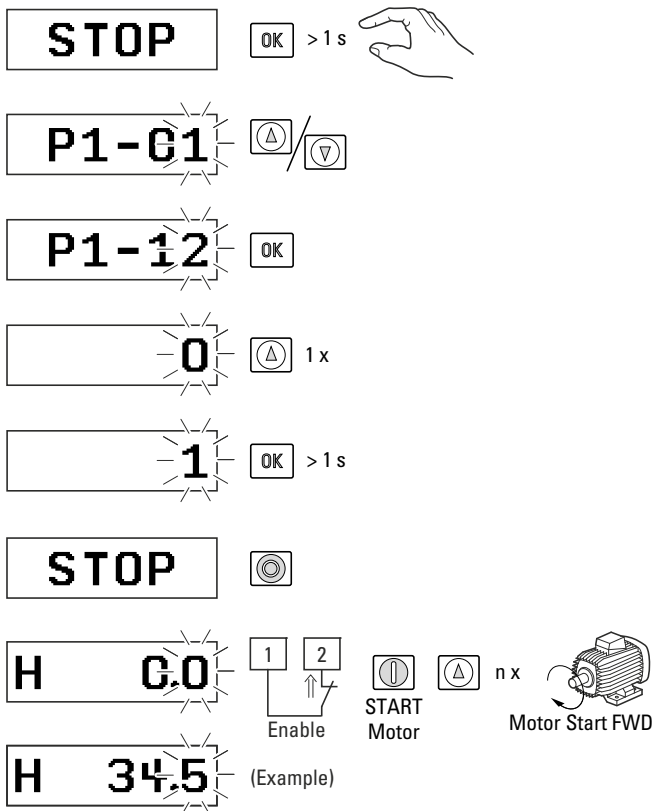 STOP OK > 1 s
P1-01
P1-12 OK
0 1 x
1 OK > 1 s
STOP
H 0.0 1 2 n x
Enable START Motor Motor Start FWD
H 34.5 (Example)